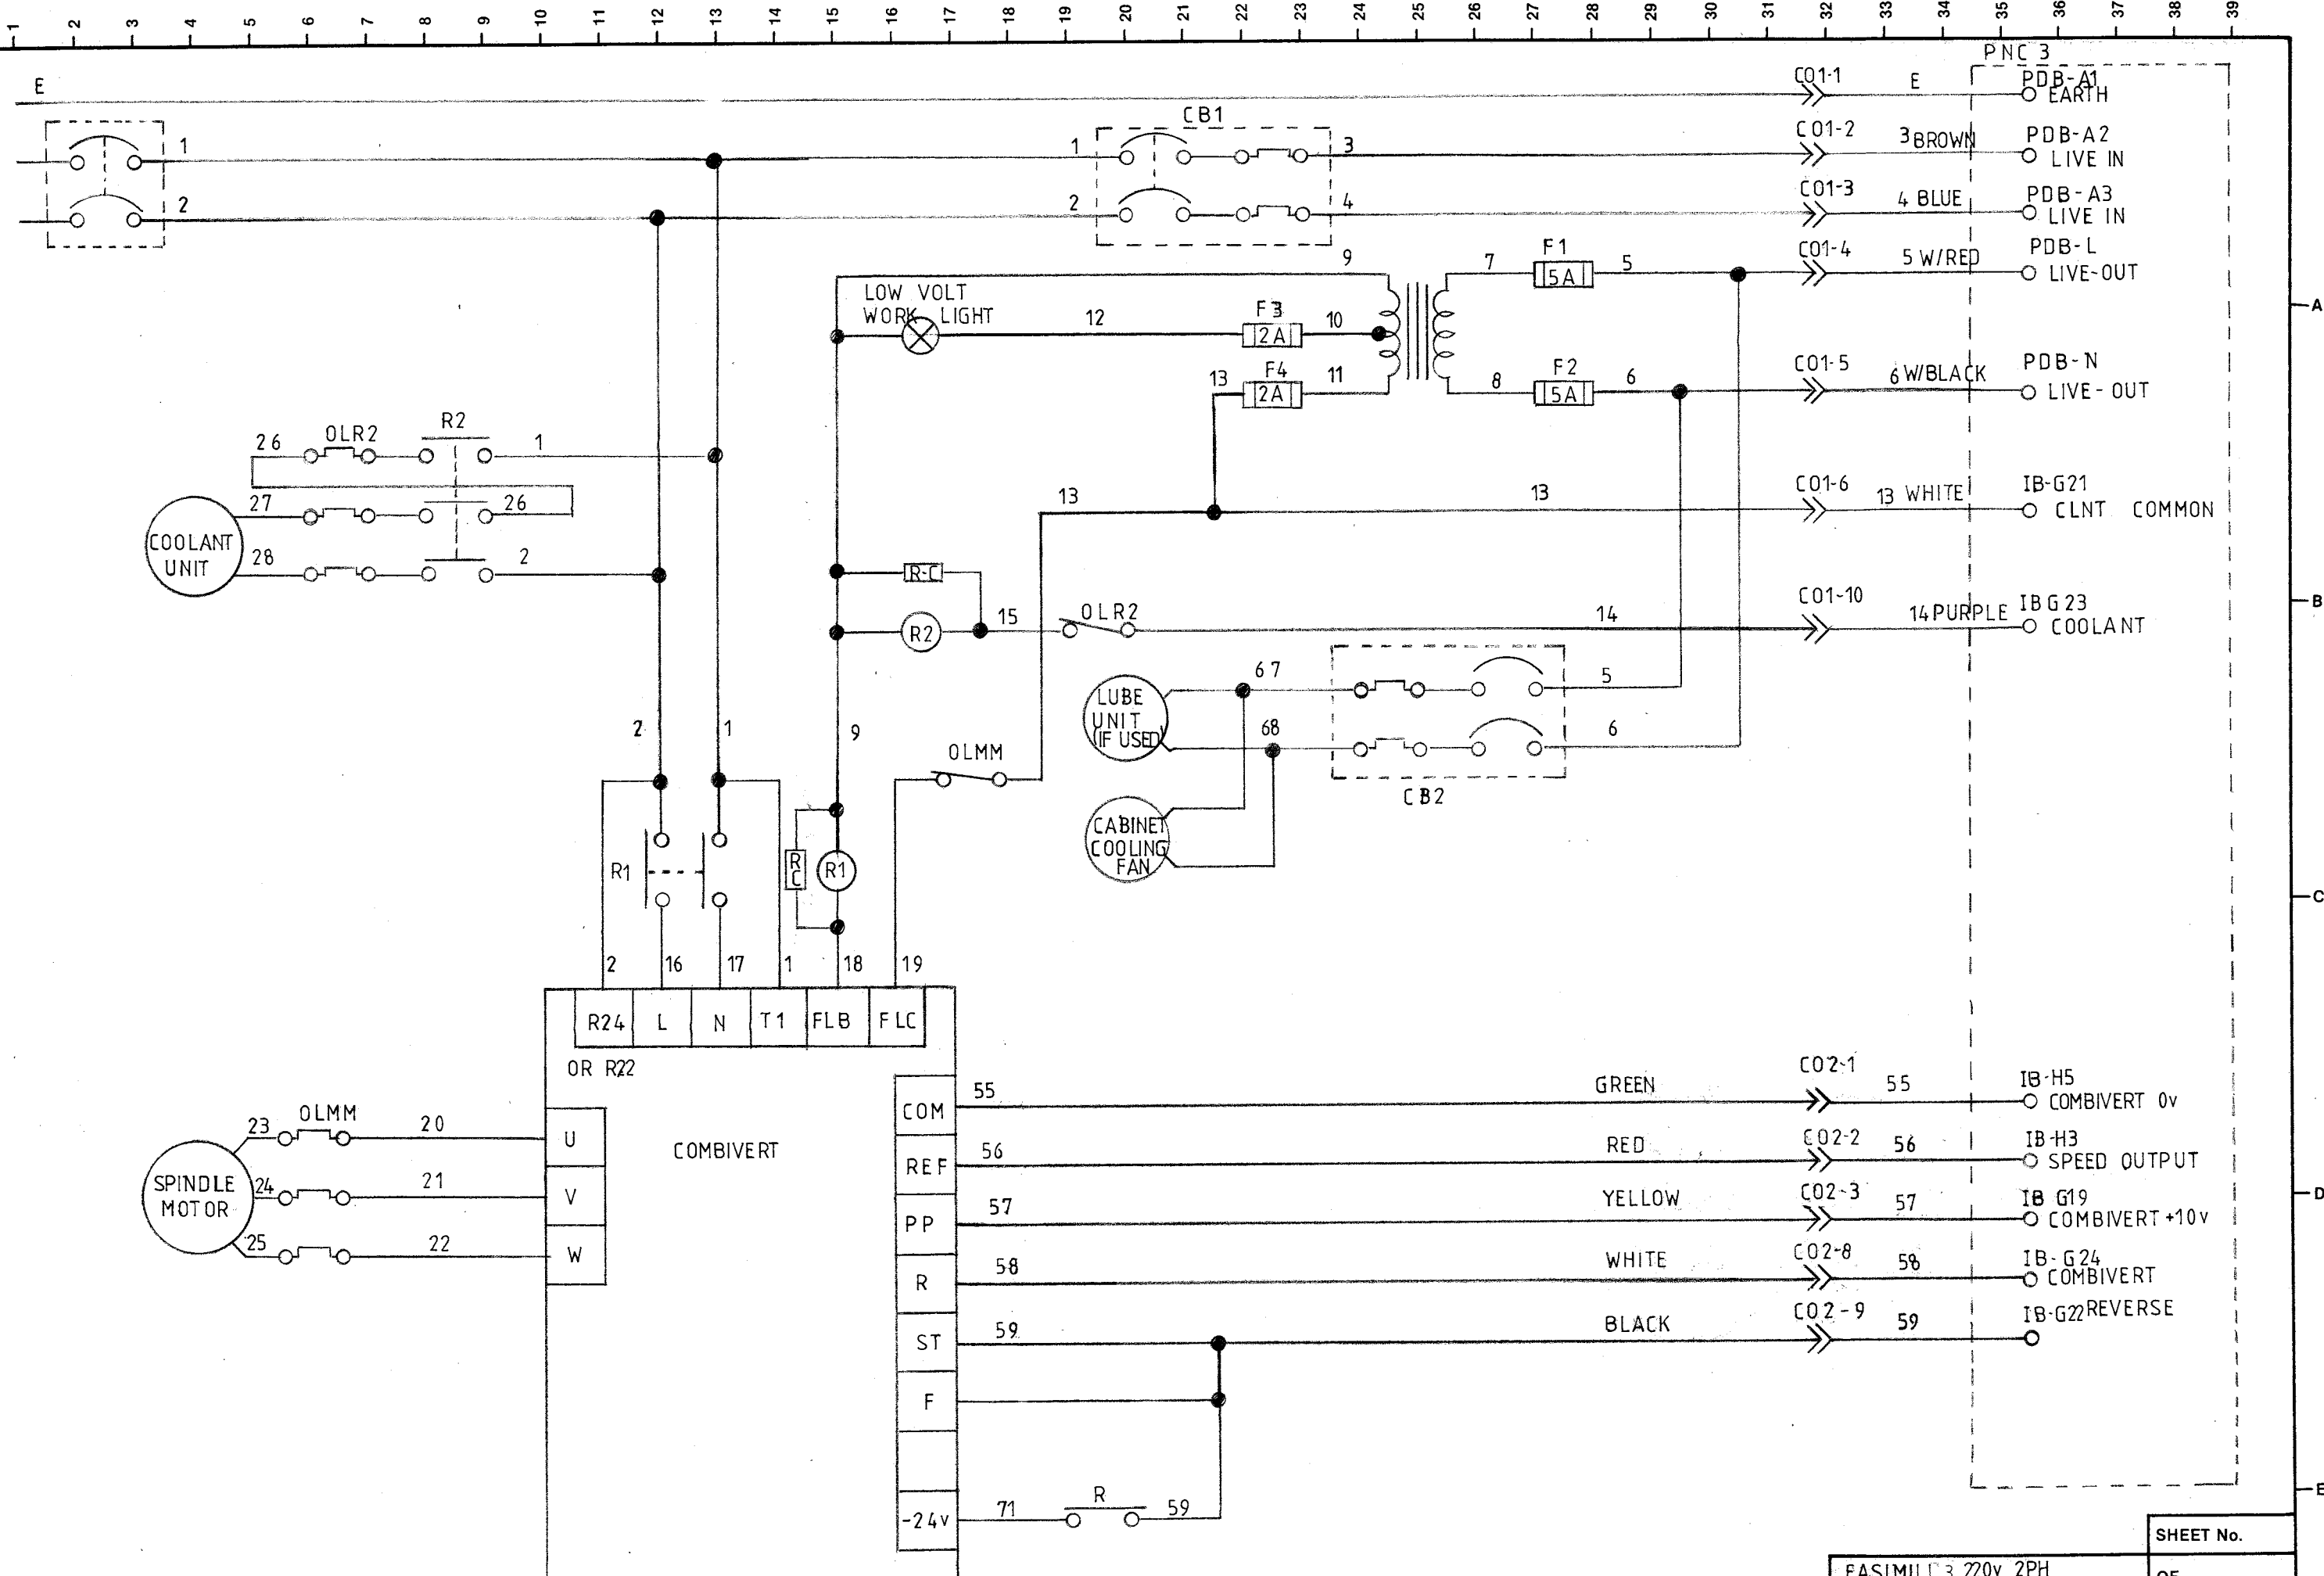 1 2 3 4 5 6 7 8 9 10 11 12 13 14 15 16 17 18 19 20 21 22 23 24 25 26 27 28 29 30 31 32 33 34 35 36 37 38 39
PNC 3
E
C01-1
E
PDB-A1
EARTH
CB1
1
1
3
C01-2
3 BROWN
PDB-A2
LIVE IN
2
2
4
C01-3
4 BLUE
PDB-A3
LIVE IN
9
7
F1
5A
5
C01-4
5 W/RED
PDB-L
LIVE-OUT
LOW VOLT
WORK LIGHT
12
F3
2A
10
A
13
F4
2A
11
8
F2
5A
6
C01-5
6 W/BLACK
PDB-N
LIVE-OUT
26
OLR2
R2
1
27
26
COOLANT
UNIT
28
2
13
13
C01-6
13 WHITE
IB-G21
CLNT COMMON
R-C
R2
15
OLR2
14
C01-10
14 PURPLE
IBG23
COOLANT
B
LUBE
UNIT
(IF USED)
67
5
68
6
CB2
2
1
9
OLMM
CABINET
COOLING
FAN
R1
RC
R1
C
2
16
17
1
18
19
R24
L
N
T1
FLB
FLC
OR R22
COMBIVERT
SPINDLE
MOTOR
OLMM
23
20
U
24
21
V
25
22
W
COM
55
GREEN
C02-1
55
IB-H5
COMBIVERT 0v
REF
56
RED
C02-2
56
IB-H3
SPEED OUTPUT
PP
57
YELLOW
C02-3
57
IB G19
COMBIVERT +10v
D
R
58
WHITE
C02-8
58
IB-G24
COMBIVERT
REVERSE
ST
59
BLACK
C02-9
59
IB-G22
F
-24v
71
R
59
E
SHEET No.
EASIMILL 3 220v 2PH
OF